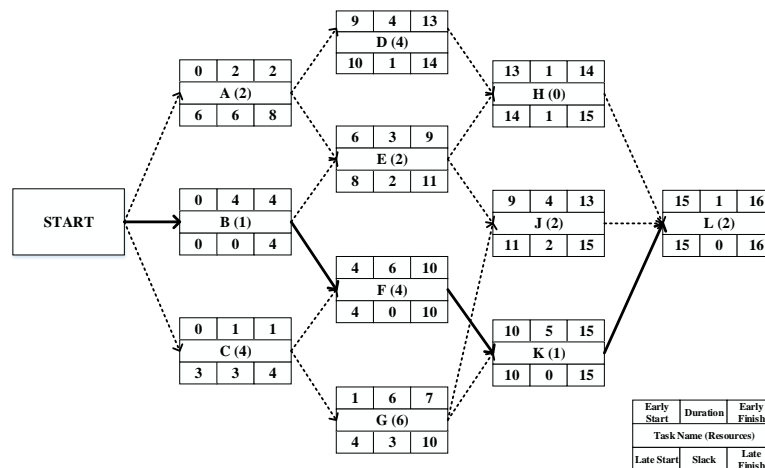 9 4 13
D (4)
10 1 14
0 2 2
A (2)
6 6 8
13 1 14
H (0)
14 1 15
6 3 9
E (2)
8 2 11
START
0 4 4
B (1)
0 0 4
9 4 13
J (2)
11 2 15
15 1 16
L (2)
15 0 16
4 6 10
F (4)
4 0 10
0 1 1
C (4)
3 3 4
10 5 15
K (1)
10 0 15
1 6 7
G (6)
4 3 10
Early Start Duration Early Finish
Task Name (Resources)
Late Start Slack Late Finish